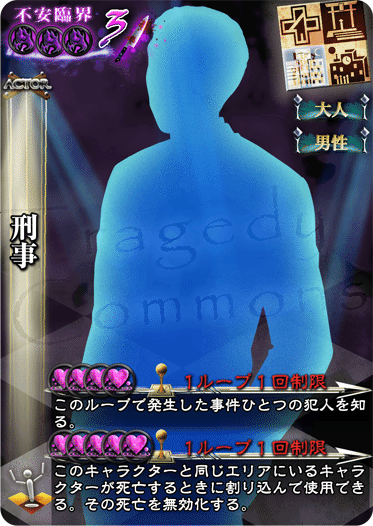 不安臨界
3
ACTOR
大人
男性
刑事
Tragedy
Commons
1ループ1回制限
このループで発生した事件ひとつの犯人を知
る。
1ループ1回制限
このキャラクターと同じエリアにいるキャラ
クターが死亡するときに割り込んで使用でき
る。その死亡を無効化する。